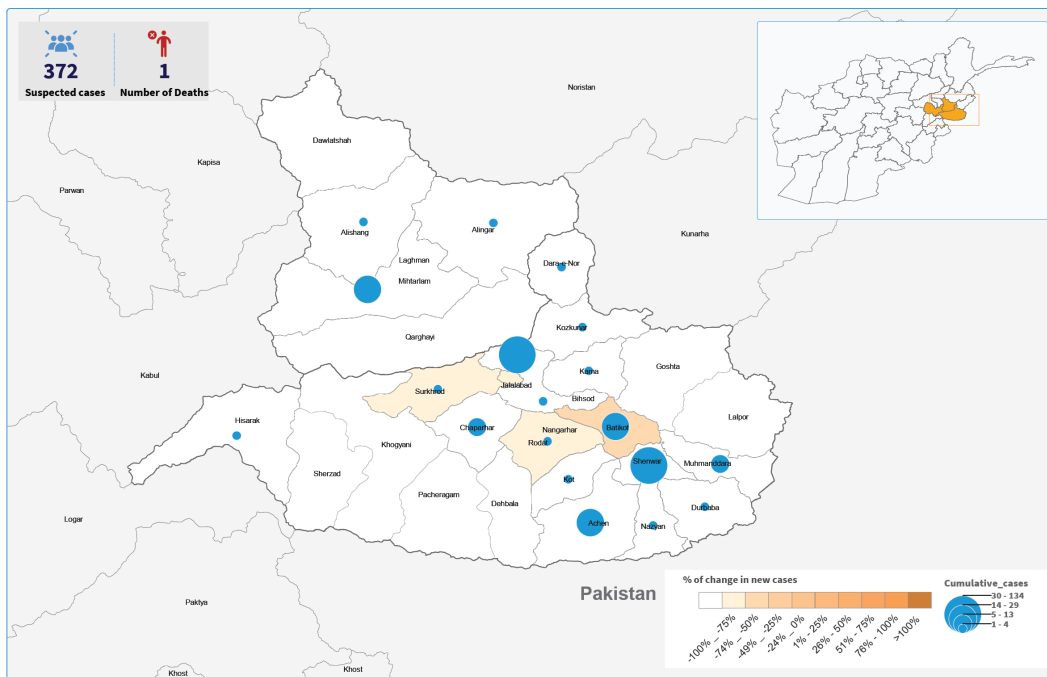 372
Suspected cases
1
Number of Deaths
Noristan
Dawlatshah
Kapisa
Parwan
Alishang
Alingar
Kunarha
Laghman
Dara-e-Nor
Mihtarlam
Kozkunar
Qarghayi
Goshta
Kabul
Kama
Jalalabad
Surkhrod
Bihsod
Lalpor
Hisarak
Chaparhar
Batikot
Nangarhar
Khogyani
Rodat
Shenwar
Muhmanddara
Sherzad
Kot
Pacheragam
Dehbala
Durbaba
Logar
Achen
Nazyan
Pakistan
Paktya
Khost
Khost
% of change in new cases
-100% – -75%
-74% – -50%
-49% – -25%
-24% – 0%
1% - 25%
26% - 50%
51% - 75%
76% - 100%
>100%
Cumulative_cases
30 - 134
14 - 29
5 - 13
1 - 4